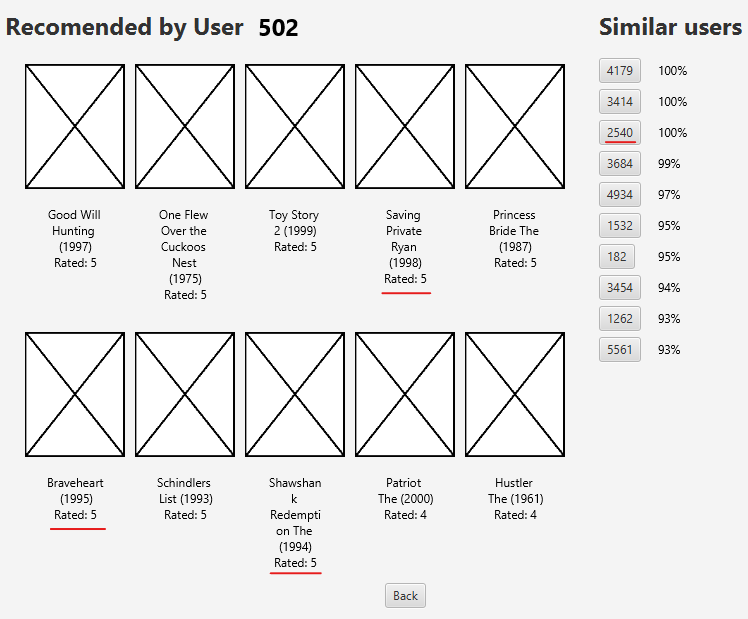 Recomended by User 502
Similar users
Good Will
Hunting
(1997)
Rated: 5
One Flew
Over the
Cuckoos
Nest
(1975)
Rated: 5
Toy Story
2 (1999)
Rated: 5
Saving
Private
Ryan
(1998)
Rated: 5
Princess
Bride The
(1987)
Rated: 5
Braveheart
(1995)
Rated: 5
Schindlers
List (1993)
Rated: 5
Shawshan
k
Redempti
on The
(1994)
Rated: 5
Patriot
The (2000)
Rated: 4
Hustler
The (1961)
Rated: 4
4179 100%
3414 100%
2540 100%
3684 99%
4934 97%
1532 95%
182 95%
3454 94%
1262 93%
5561 93%
Back